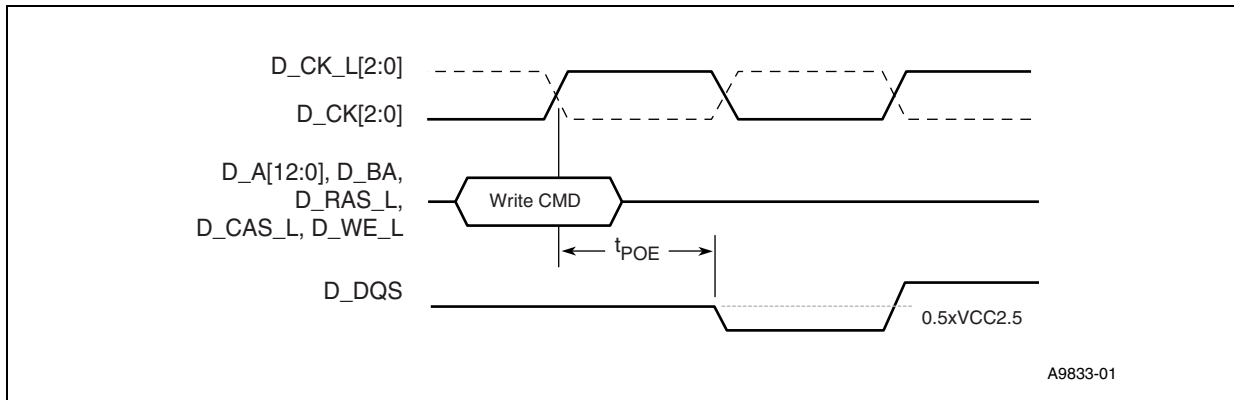 D_CK_L[2:0]
D_CK[2:0]
D_A[12:0], D_BA,
D_RAS_L,
D_CAS_L, D_WE_L
Write CMD
tPOE
D_DQS
0.5xVCC2.5
A9833-01